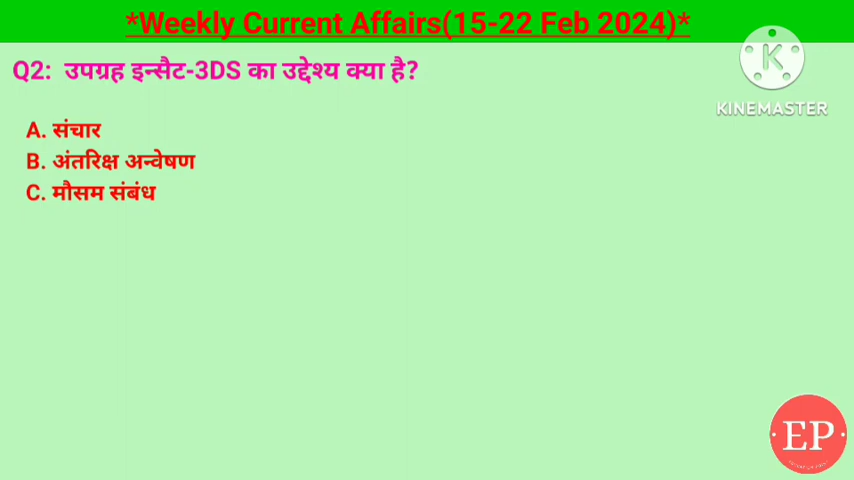 *Weekly Current Affairs(15-22 Feb 2024)*
Q2: उपग्रह इन्सैट-3DS का उद्देश्य क्या है?
A. संचार
B. अंतरिक्ष अन्वेषण
C. मौसम संबंध
K
KINEMASTER
EP